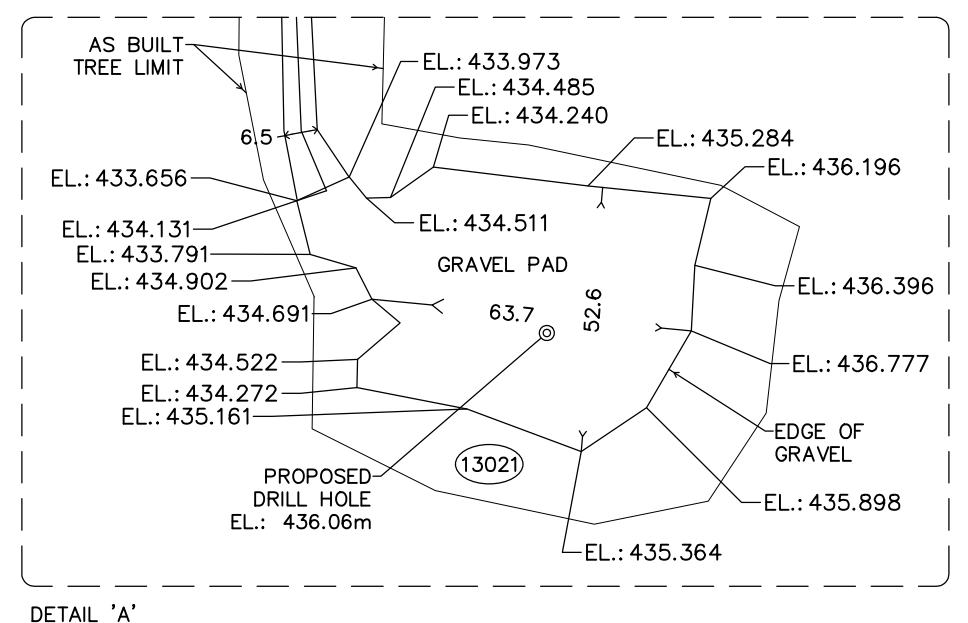 AS BUILT
TREE LIMIT
EL.: 433.973
EL.: 434.485
EL.: 434.240
6.5
EL.: 435.284
EL.: 436.196
EL.: 433.656
EL.: 434.131
EL.: 434.511
EL.: 433.791
EL.: 434.902
GRAVEL PAD
EL.: 436.396
EL.: 434.691
63.7
52.6
EL.: 434.522
EL.: 436.777
EL.: 434.272
EL.: 435.161
EDGE OF
GRAVEL
13021
PROPOSED
DRILL HOLE
EL.: 436.06m
EL.: 435.898
EL.: 435.364
DETAIL 'A'